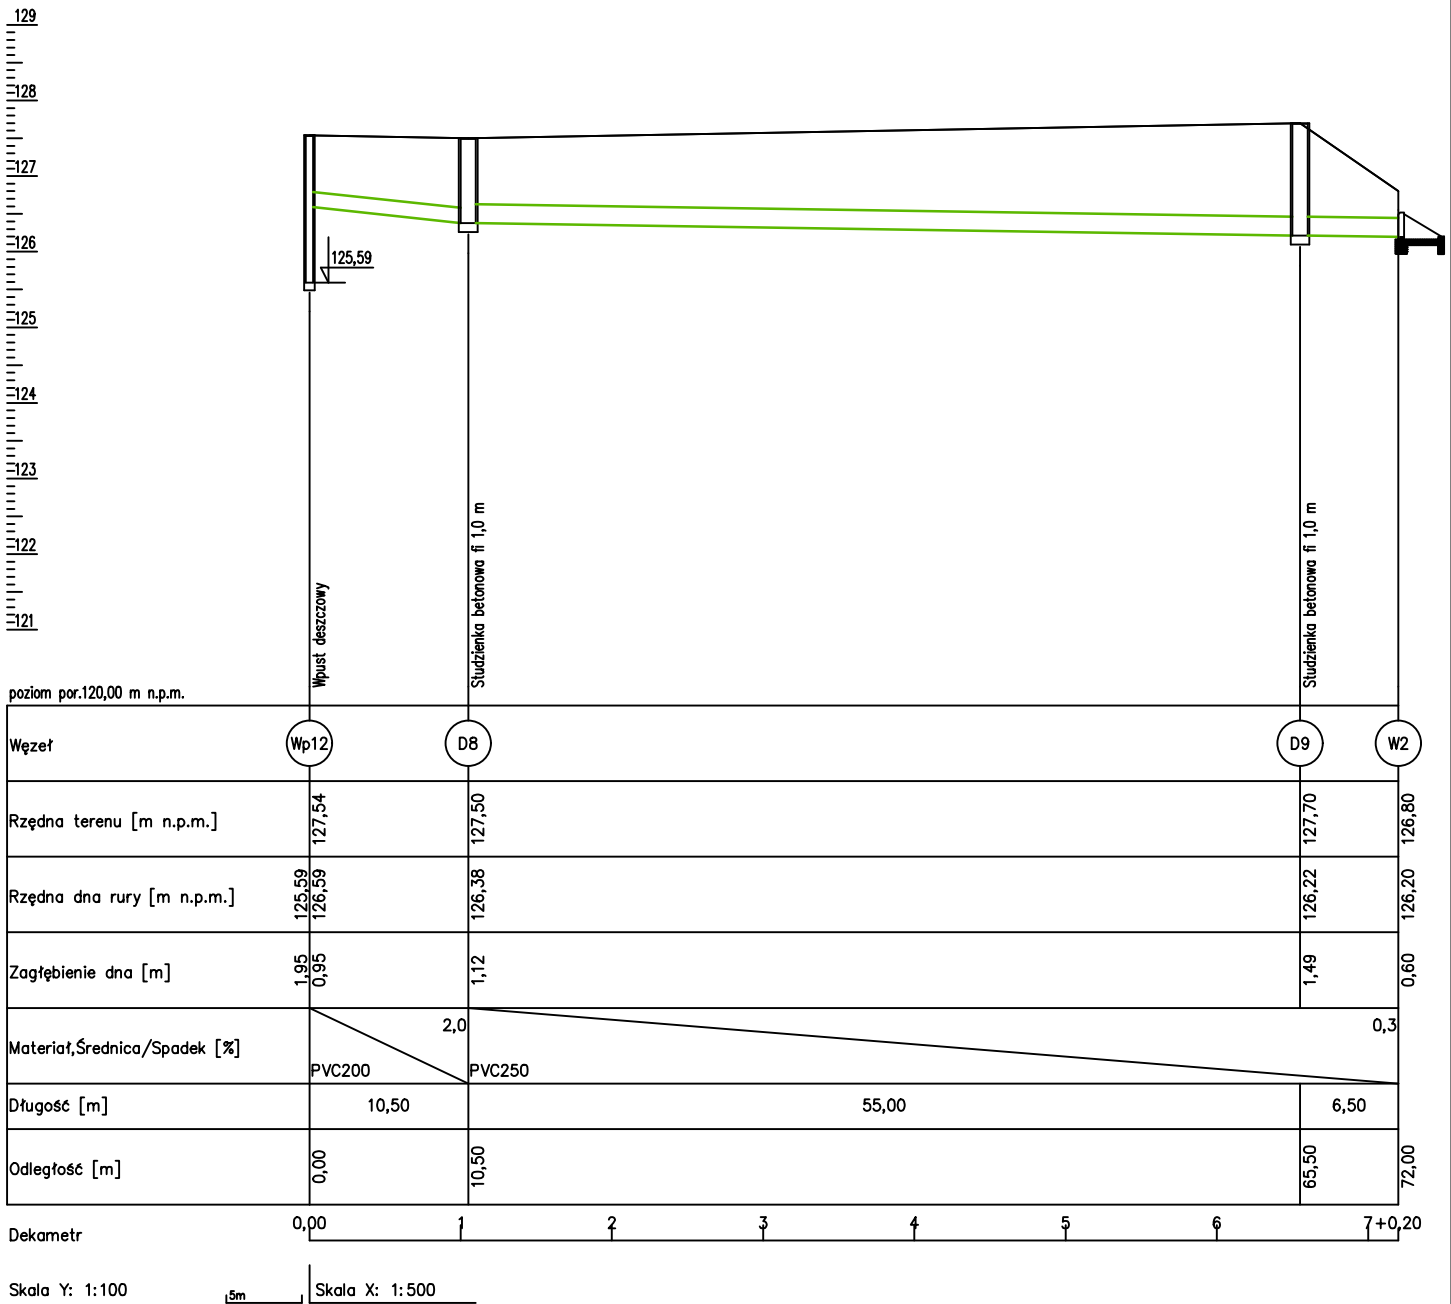 129
128
127
126
125
124
123
122
121
125,59
Wpust deszczowy
Studzienka betonowa fi 1,0 m
Studzienka betonowa fi 1,0 m
poziom por.120,00 m n.p.m.
Węzeł Wp12 D8 D9 W2
Rzędna terenu [m n.p.m.] 127,54 127,50 127,70 126,80
Rzędna dna rury [m n.p.m.] 125,59 126,59 126,38 126,22 126,20
Zagłębienie dna [m] 1,95 0,95 1,12 1,49 0,60
2,0 0,3
Materiał,Średnica/Spadek [%]
PVC200 PVC250
Długość [m] 10,50 55,00 6,50
Odległość [m] 0,00 10,50 65,50 72,00
Dekametr 0,00 1 2 3 4 5 6 7+0,20
Skala Y: 1:100 5m Skala X: 1:500